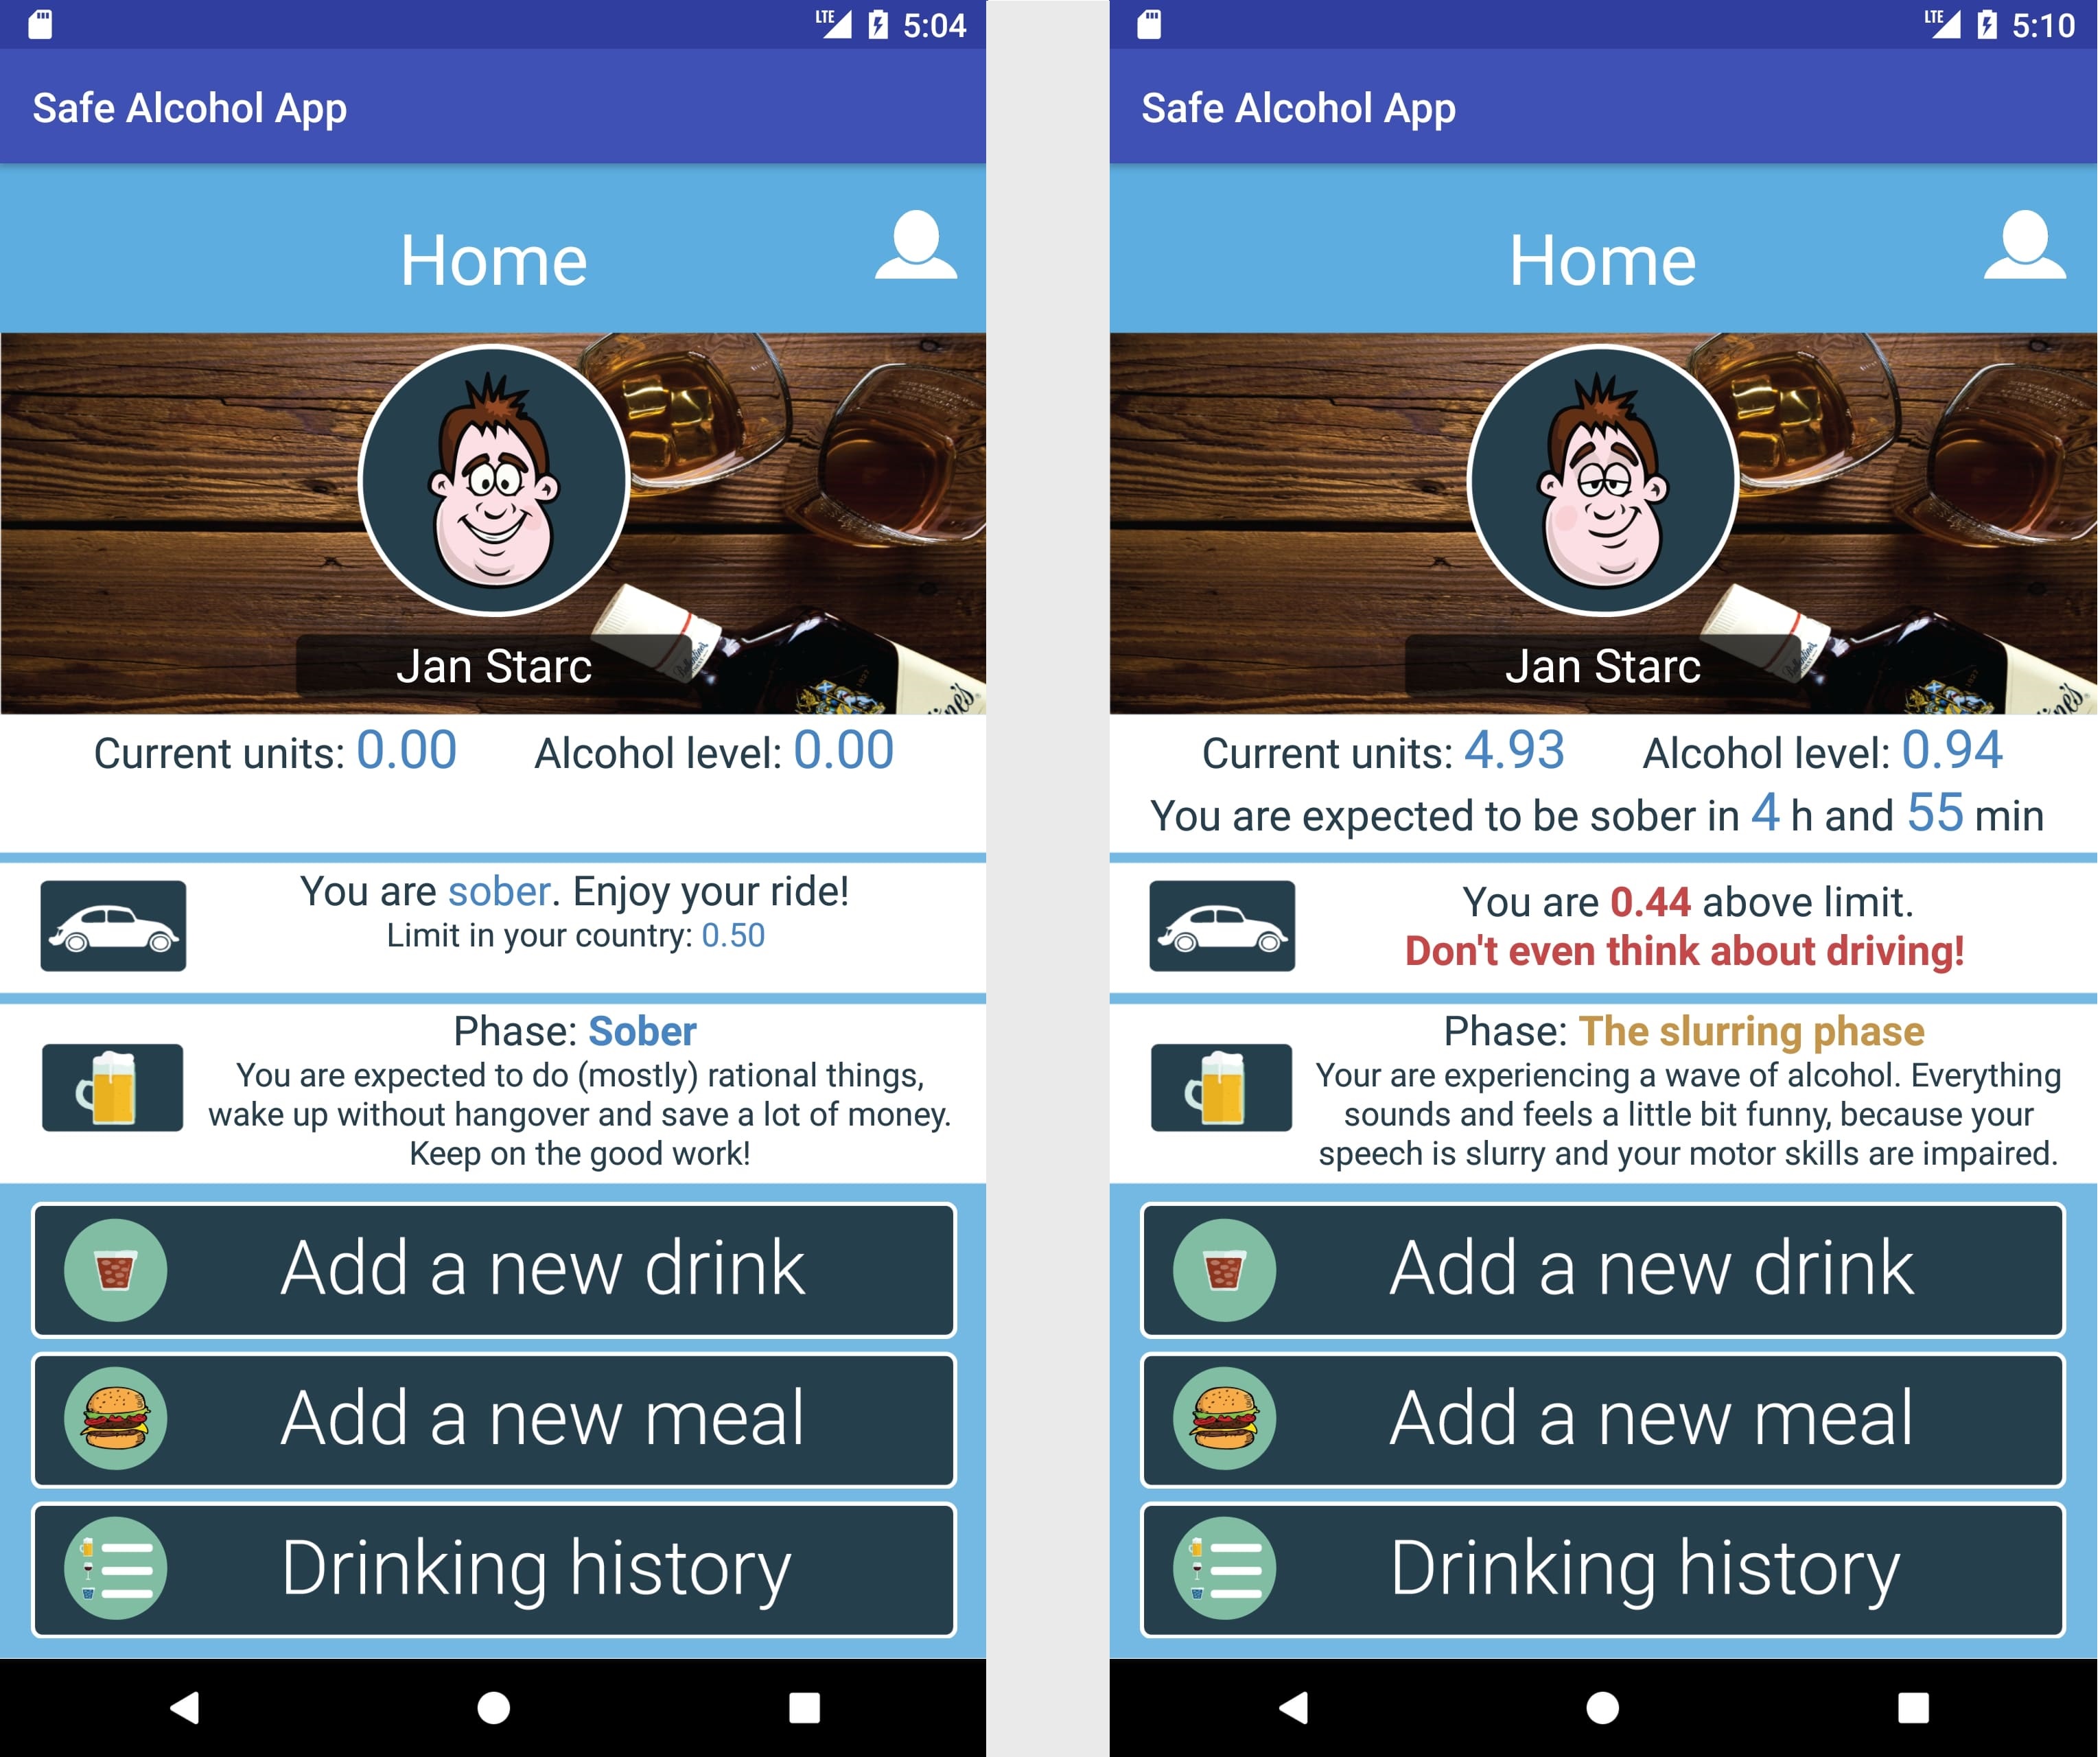 LTE 5:04
Safe Alcohol App
Home
Jan Starc
Current units: 0.00 Alcohol level: 0.00
You are sober. Enjoy your ride!
Limit in your country: 0.50
Phase: Sober
You are expected to do (mostly) rational things,
wake up without hangover and save a lot of money.
Keep on the good work!
Add a new drink
Add a new meal
Drinking history
LTE 5:10
Safe Alcohol App
Home
Jan Starc
Current units: 4.93 Alcohol level: 0.94
You are expected to be sober in 4 h and 55 min
You are 0.44 above limit.
Don't even think about driving!
Phase: The slurring phase
Your are experiencing a wave of alcohol. Everything
sounds and feels a little bit funny, because your
speech is slurry and your motor skills are impaired.
Add a new drink
Add a new meal
Drinking history